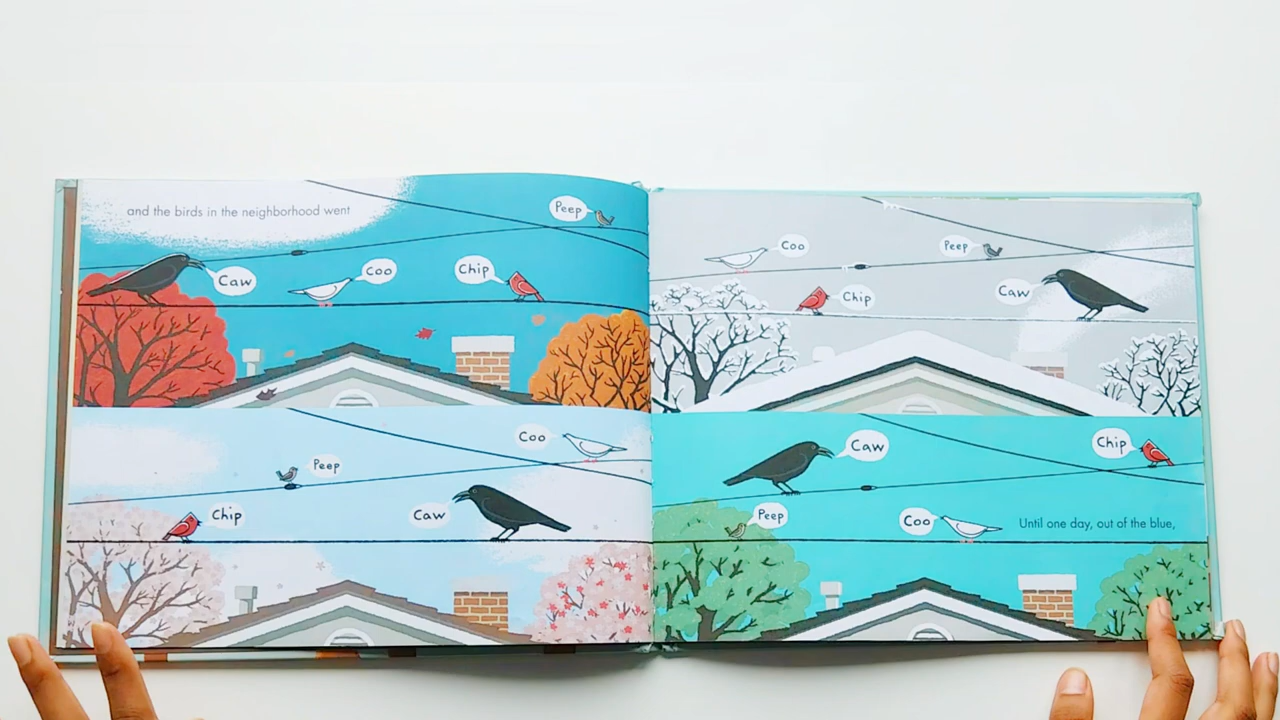 and the birds in the neighborhood went
Peep
Caw
Coo
Chip
Coo
Peep
Chip
Caw
Coo
Peep
Chip
Caw
Caw
Chip
Peep
Coo
Until one day, out of the blue,